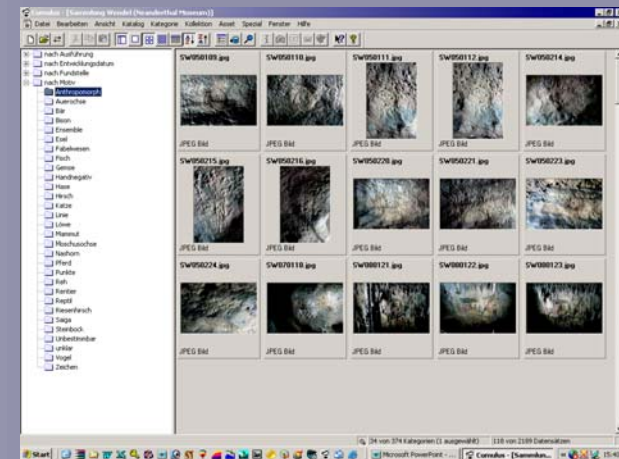 Cumulus - [Sammlung Wendel (Neanderthal Museum)]
Datei Bearbeiten Ansicht Katalog Kategorie Kollektion Asset Spezial Fenster Hilfe
nach Ausführung
nach Entwicklungsdatum
nach Fundstelle
nach Motiv
Anthropomorph
Auerochse
Bär
Bison
Ensemble
Esel
Fabelwesen
Fisch
Gemse
Handnegativ
Hase
Hirsch
Katze
Linie
Löwe
Mammut
Moschusochse
Nashorn
Pferd
Punkte
Reh
Rentier
Reptil
Riesenhirsch
Saiga
Steinbock
Unbestimmbar
unklar
Vogel
Zeichen
SW050109.jpg SW050110.jpg SW050111.jpg SW050112.jpg SW050214.jpg
JPEG Bild JPEG Bild JPEG Bild JPEG Bild JPEG Bild
SW050215.jpg SW050216.jpg SW050220.jpg SW050221.jpg SW050223.jpg
JPEG Bild JPEG Bild JPEG Bild JPEG Bild JPEG Bild
SW050224.jpg SW070118.jpg SW080121.jpg SW080122.jpg SW080123.jpg
JPEG Bild JPEG Bild JPEG Bild JPEG Bild JPEG Bild
34 von 374 Kategorien (1 ausgewählt) 118 von 2189 Datensätzen
Start Microsoft PowerPoint - ... Cumulus - [Sammlun...